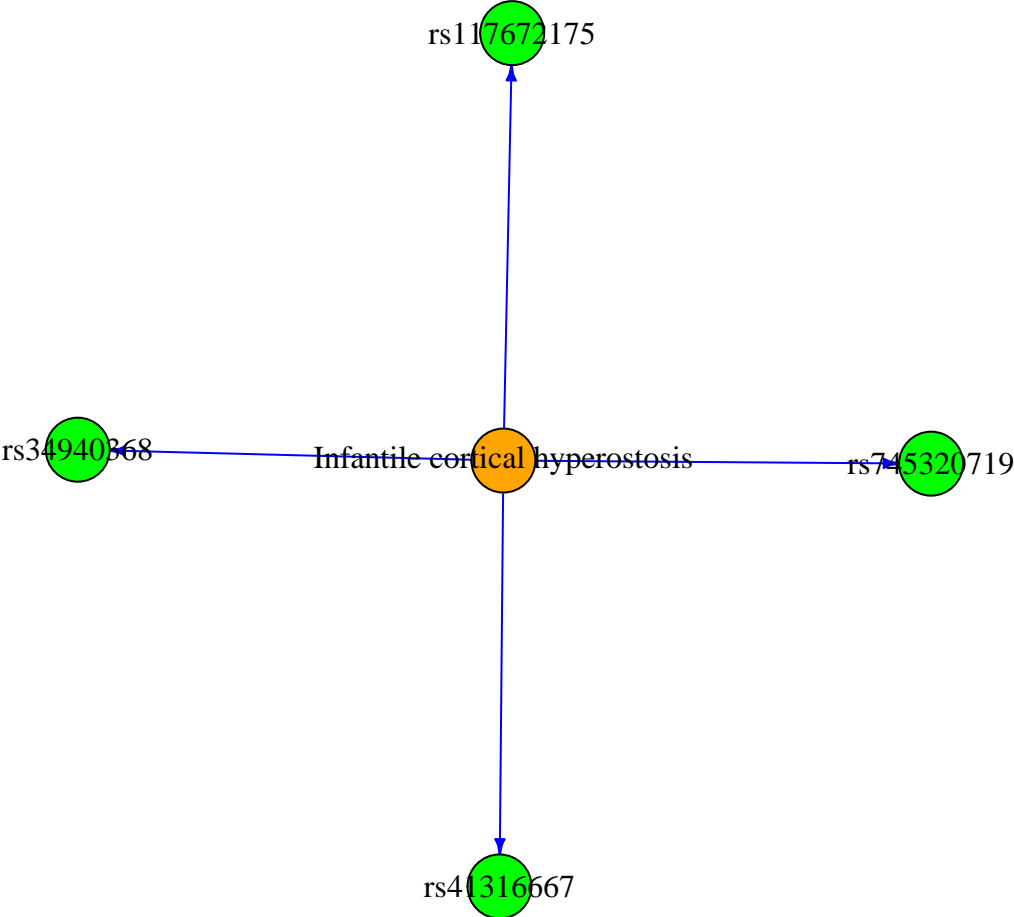 rs117672175
rs34940368
Infantile cortical hyperostosis
rs745320719
rs41316667